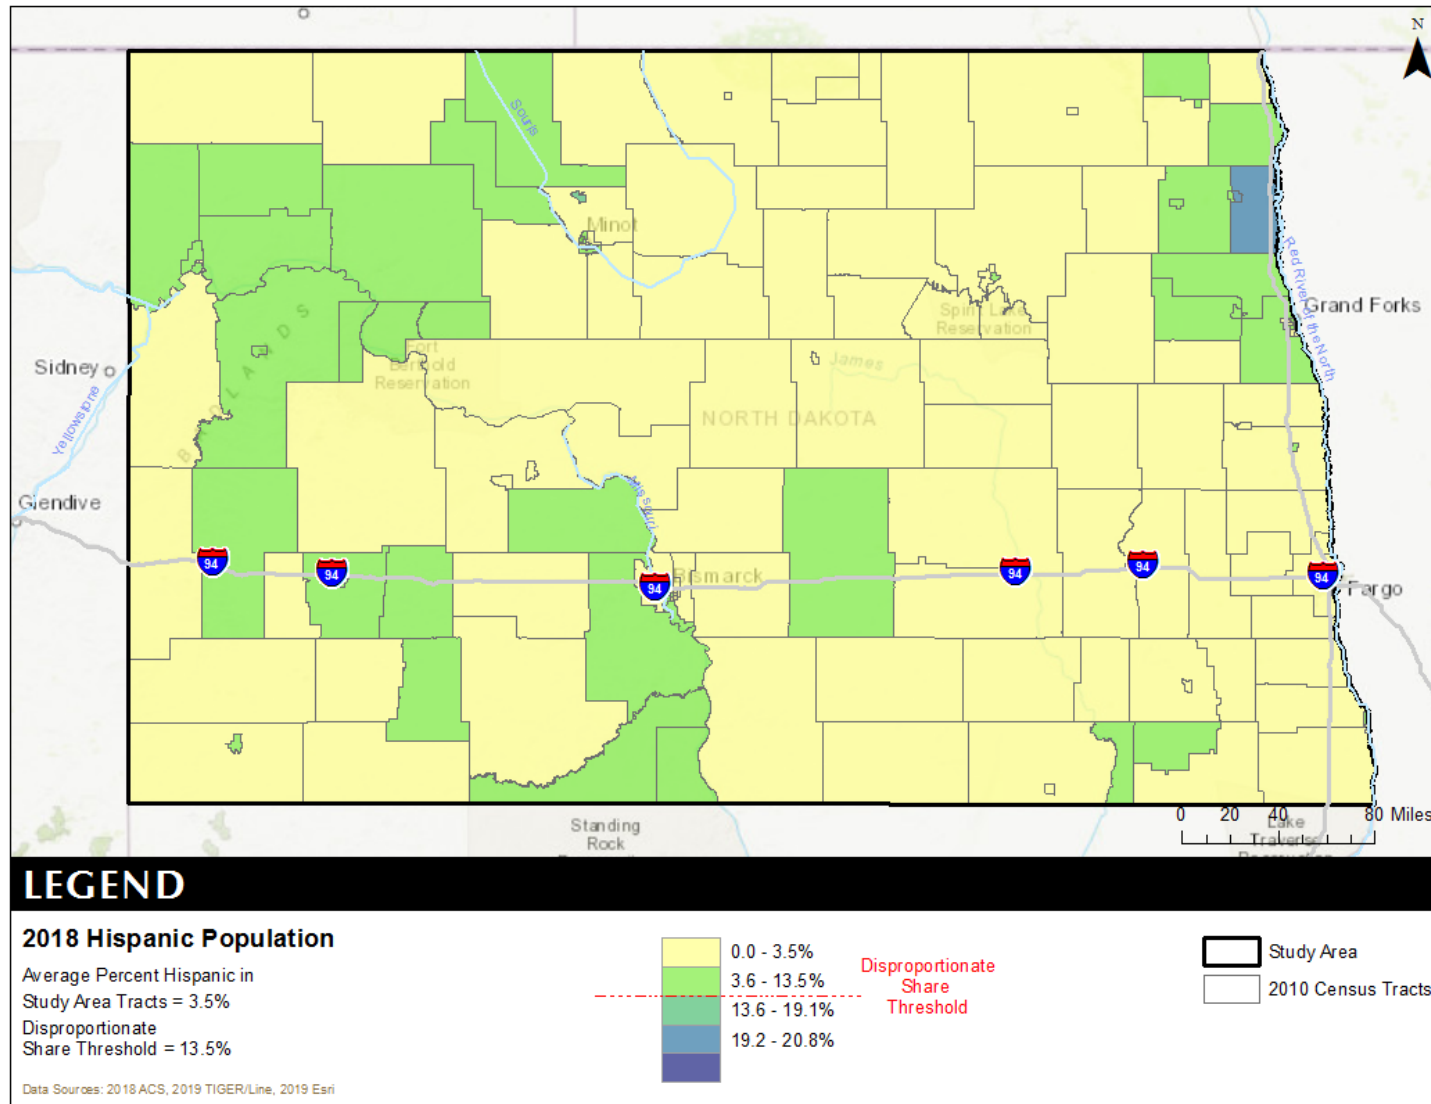 N
Souris
Minot
Red River of the North
Grand Forks
Spirit Lake
Reservation
BADLANDS
Sidney
Fort
Berthold
Reservation
James
Yellowstone
NORTH DAKOTA
Glendive
Missouri
94
94
94
Bismarck
94
94
94
Fargo
0 20 40 80 Miles
Standing
Rock
Lake
Traverse
Reservation
LEGEND
2018 Hispanic Population
Average Percent Hispanic in
Study Area Tracts = 3.5%
Disproportionate
Share Threshold = 13.5%
Data Sources: 2018 ACS, 2019 TIGER/Line, 2019 Esri
0.0 - 3.5%
3.6 - 13.5%
13.6 - 19.1%
19.2 - 20.8%
Disproportionate
Share
Threshold
Study Area
2010 Census Tracts